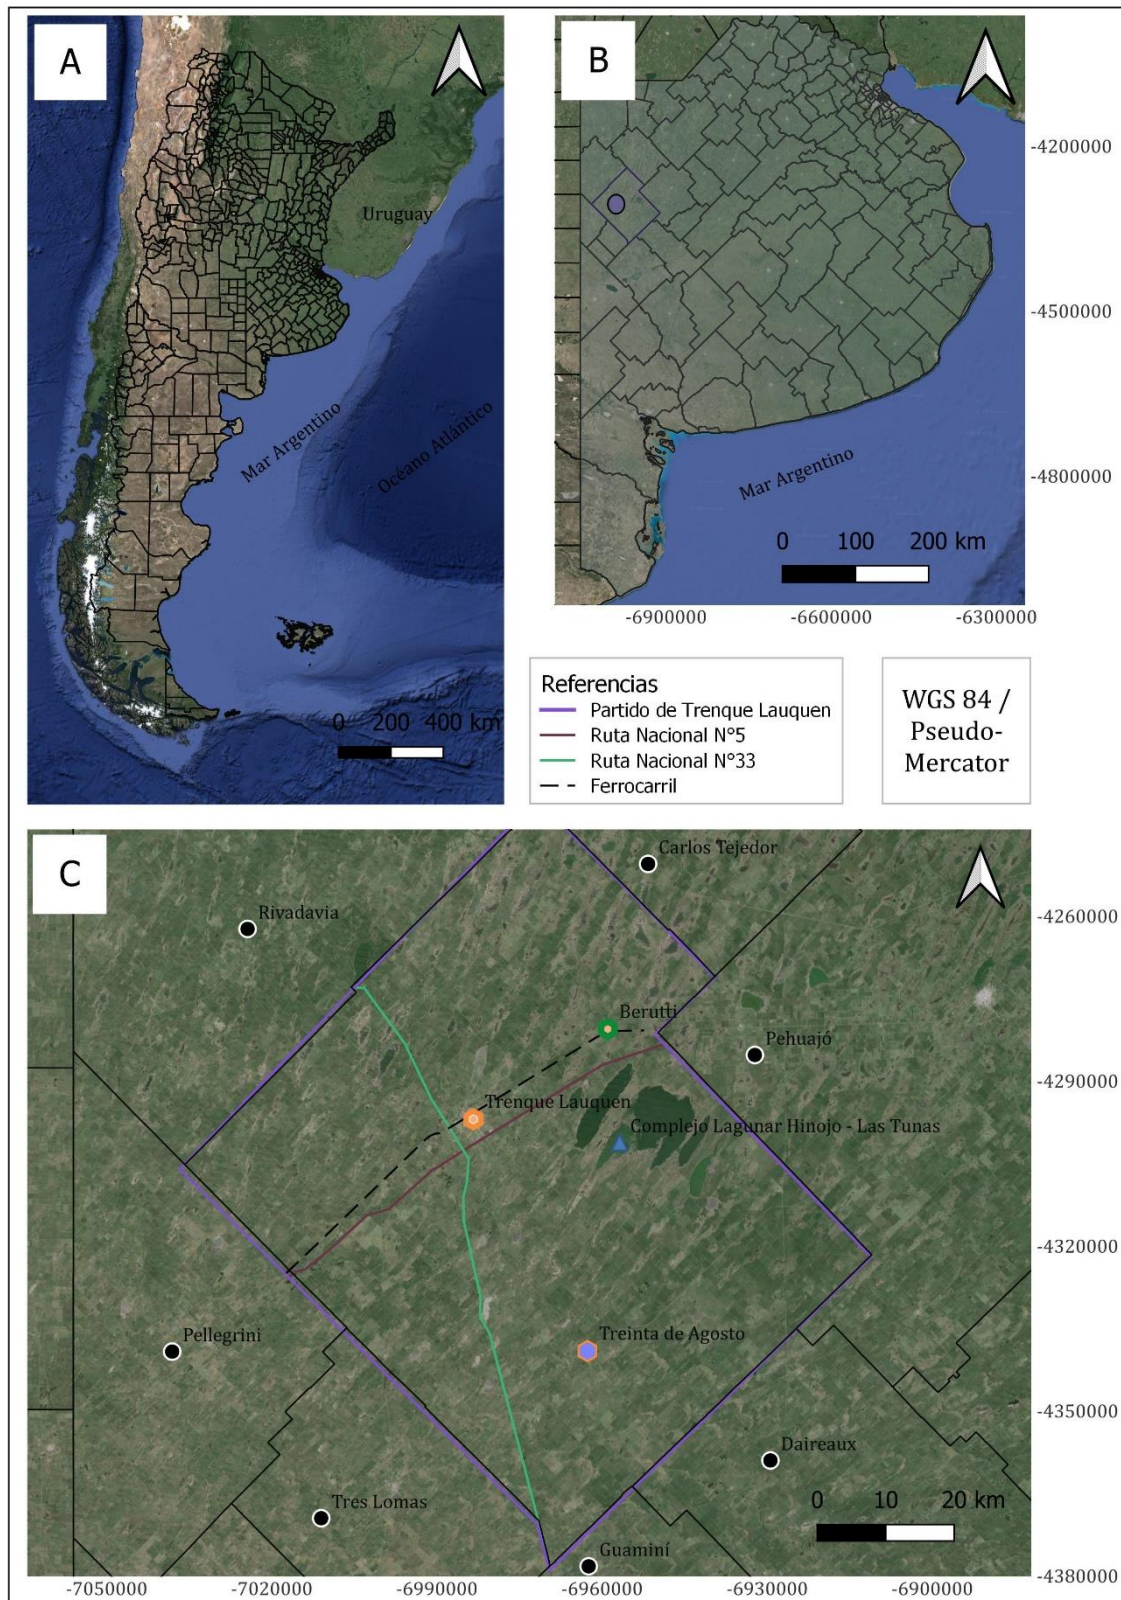 A
Uruguay
Mar Argentino
Océano Atlántico
0 200 400 km
B
-4200000
-4500000
-4800000
Mar Argentino
0 100 200 km
-6900000 -6600000 -6300000
Referencias
Partido de Trenque Lauquen
Ruta Nacional N°5
Ruta Nacional N°33
Ferrocarril
WGS 84 /
Pseudo-
Mercator
C
Carlos Tejedor
Rivadavia
-4260000
Berutti
Pehuajó
-4290000
Trenque Lauquen
Complejo Lagunar Hinojo - Las Tunas
-4320000
Pellegrini
Treinta de Agosto
-4350000
Daireaux
Tres Lomas
0 10 20 km
Guaminí
-4380000
-7050000 -7020000 -6990000 -6960000 -6930000 -6900000